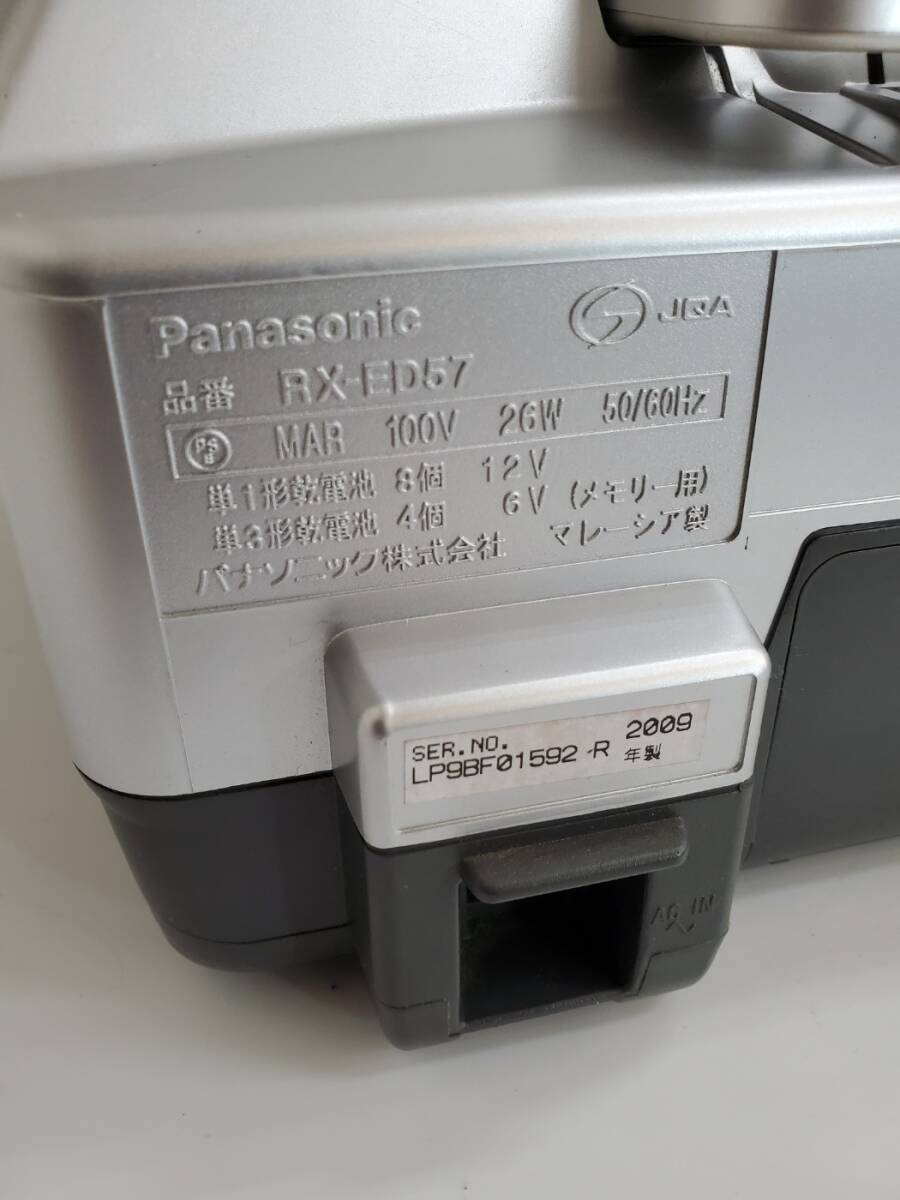 Panasonic JQA
品番 RX-ED57
PSE MAR 100V 26W 50/60Hz
単1形乾電池 8個 12V
単3形乾電池 4個 6V (メモリー用)
パナソニック株式会社 マレーシア製
SER.NO.
LP9BF01592-R 2009
年製
AC IN